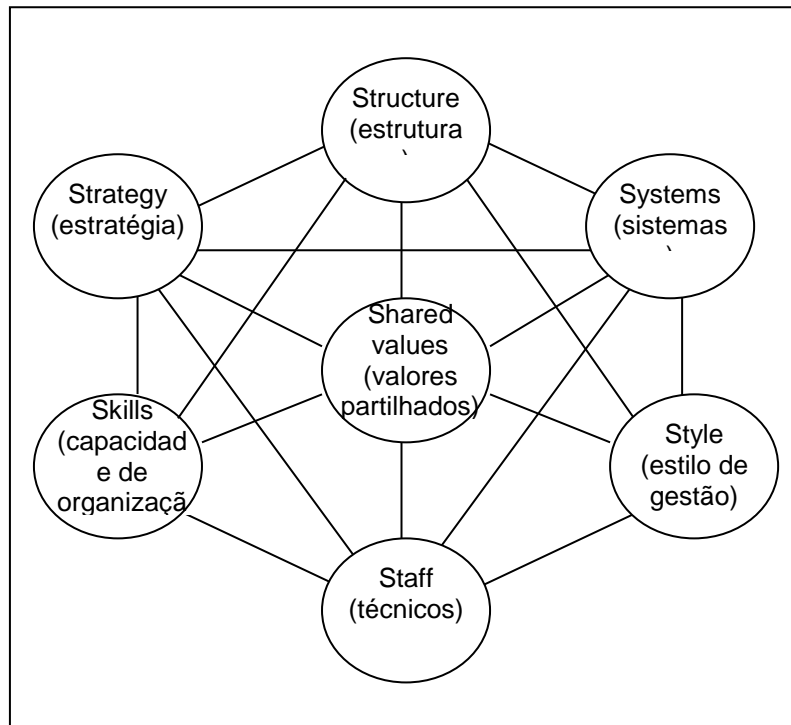 Structure
(estrutura
Strategy
(estratégia)
Systems
(sistemas
Shared
values
(valores
partilhados)
Skills
(capacidad
e de
organizaçã
Style
(estilo de
gestão)
Staff
(técnicos)